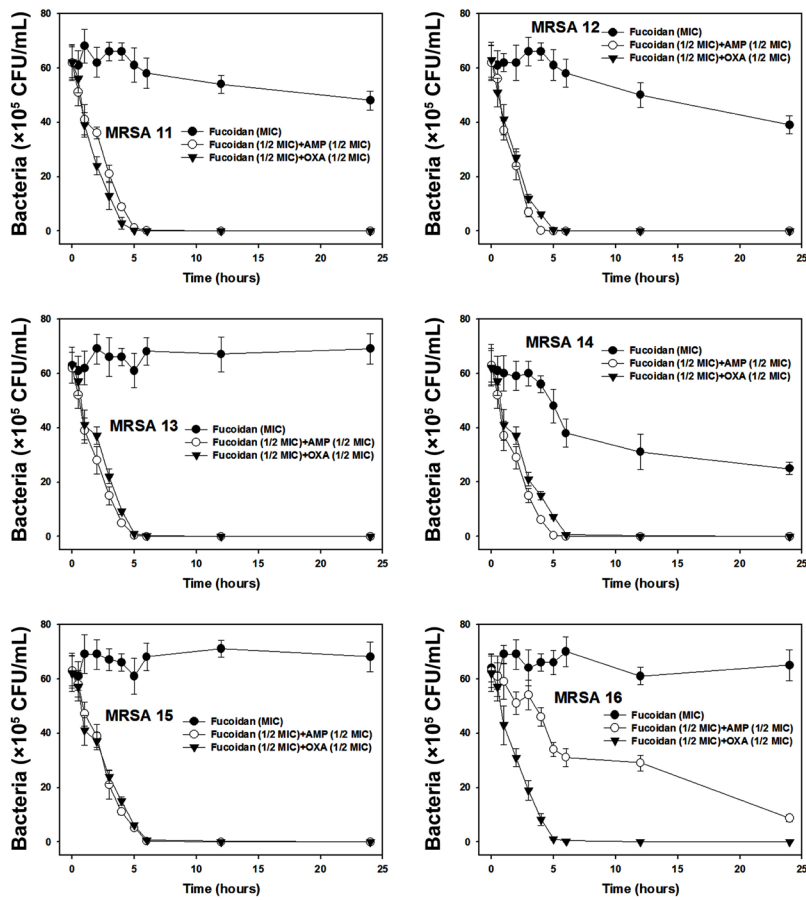 80
60
40
20
0
Bacteria (×10⁵ CFU/mL)
MRSA 11
Fucoidan (MIC)
Fucoidan (1/2 MIC)+AMP (1/2 MIC)
Fucoidan (1/2 MIC)+OXA (1/2 MIC)
0 5 10 15 20 25
Time (hours)
80
60
40
20
0
Bacteria (×10⁵ CFU/mL)
MRSA 12
Fucoidan (MIC)
Fucoidan (1/2 MIC)+AMP (1/2 MIC)
Fucoidan (1/2 MIC)+OXA (1/2 MIC)
0 5 10 15 20 25
Time (hours)
80
60
40
20
0
Bacteria (×10⁵ CFU/mL)
MRSA 13
Fucoidan (MIC)
Fucoidan (1/2 MIC)+AMP (1/2 MIC)
Fucoidan (1/2 MIC)+OXA (1/2 MIC)
0 5 10 15 20 25
Time (hours)
80
60
40
20
0
Bacteria (×10⁵ CFU/mL)
MRSA 14
Fucoidan (MIC)
Fucoidan (1/2 MIC)+AMP (1/2 MIC)
Fucoidan (1/2 MIC)+OXA (1/2 MIC)
0 5 10 15 20 25
Time (hours)
80
60
40
20
0
Bacteria (×10⁵ CFU/mL)
MRSA 15
Fucoidan (MIC)
Fucoidan (1/2 MIC)+AMP (1/2 MIC)
Fucoidan (1/2 MIC)+OXA (1/2 MIC)
0 5 10 15 20 25
Time (hours)
80
60
40
20
0
Bacteria (×10⁵ CFU/mL)
MRSA 16
Fucoidan (MIC)
Fucoidan (1/2 MIC)+AMP (1/2 MIC)
Fucoidan (1/2 MIC)+OXA (1/2 MIC)
0 5 10 15 20 25
Time (hours)